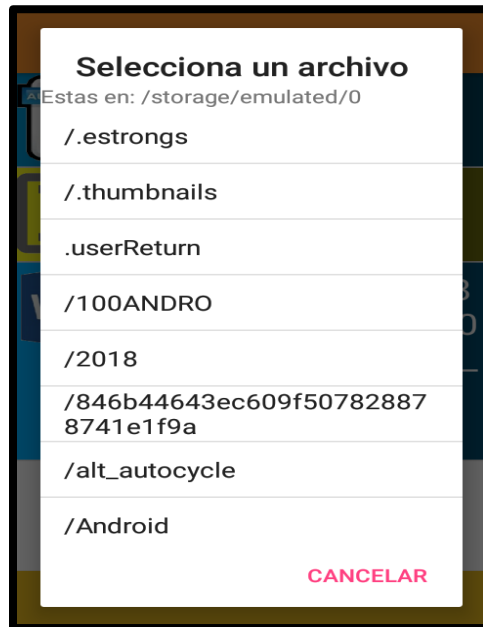 Selecciona un archivo
Estas en: /storage/emulated/0
/.estrongs
/.thumbnails
.userReturn
/100ANDRO
/2018
/846b44643ec609f50782887
8741e1f9a
/alt_autocycle
/Android
CANCELAR